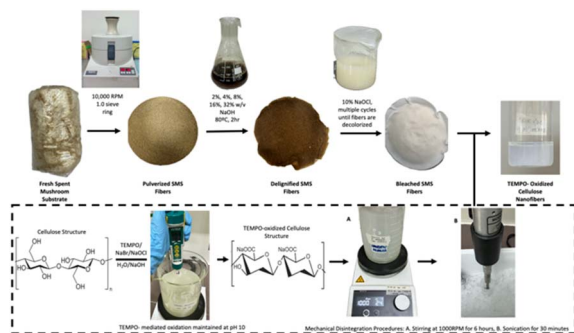 10,000 RPM
1.0 sieve
ring
2%, 4%, 8%,
16%, 32% w/v
NaOH
80ºC, 2hr
10% NaOCl,
multiple cycles
until fibers are
decolorized
Fresh Spent
Mushroom
Substrate
Pulverized SMS
Fibers
Delignified SMS
Fibers
Bleached SMS
Fibers
TEMPO- Oxidized
Cellulose
Nanofibers
Cellulose Structure
TEMPO/
NaBr/NaOCl
H₂O/NaOH
TEMPO-oxidized Cellulose
Structure
A
B
HO
OH
O
n
NaOOC
NaOOC
TEMPO- mediated oxidation maintained at pH 10
Mechanical Disintegration Procedures: A. Stirring at 1000RPM for 6 hours, B. Sonication for 30 minutes